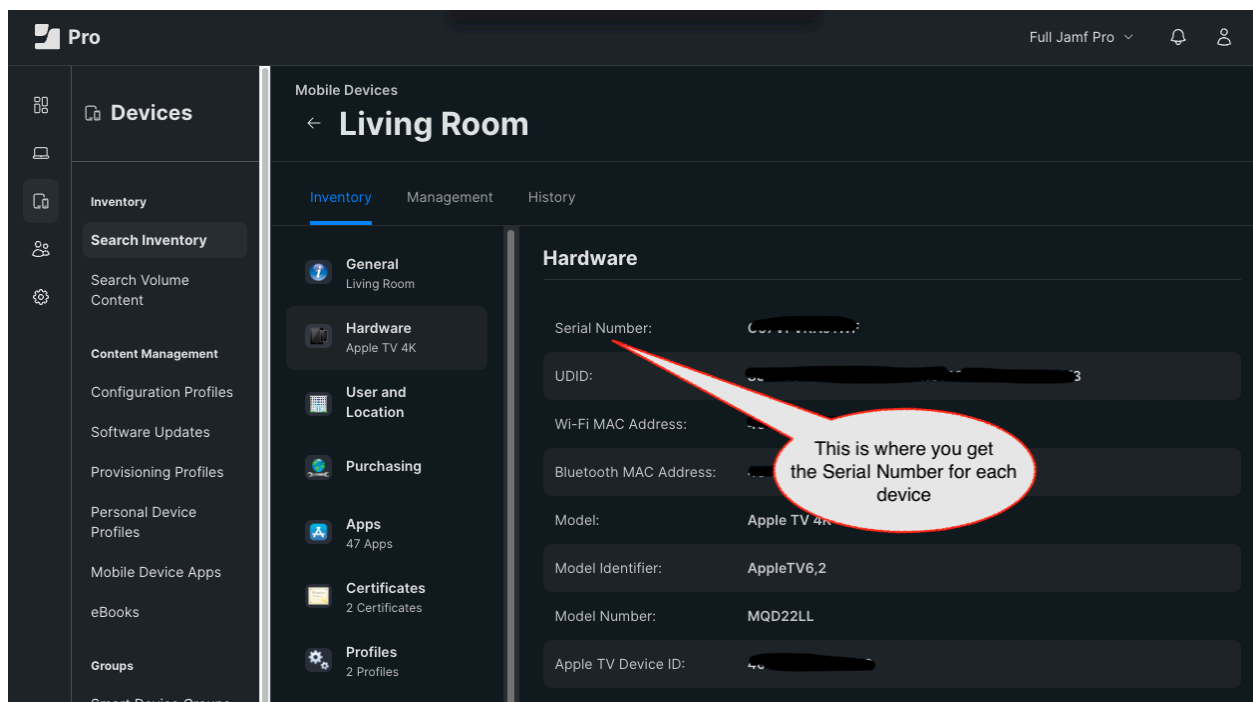 Pro
Full Jamf Pro
Devices
Inventory
Search Inventory
Search Volume
Content
Content Management
Configuration Profiles
Software Updates
Provisioning Profiles
Personal Device
Profiles
Mobile Device Apps
eBooks
Groups
Smart Device Groups
Mobile Devices
Living Room
Inventory
Management
History
General
Living Room
Hardware
Apple TV 4K
User and
Location
Purchasing
Apps
47 Apps
Certificates
2 Certificates
Profiles
2 Profiles
Hardware
Serial Number:
UDID:
Wi-Fi MAC Address:
Bluetooth MAC Address:
Model:
Apple TV 4K
Model Identifier:
AppleTV6,2
Model Number:
MQD22LL
Apple TV Device ID:
This is where you get
the Serial Number for each
device